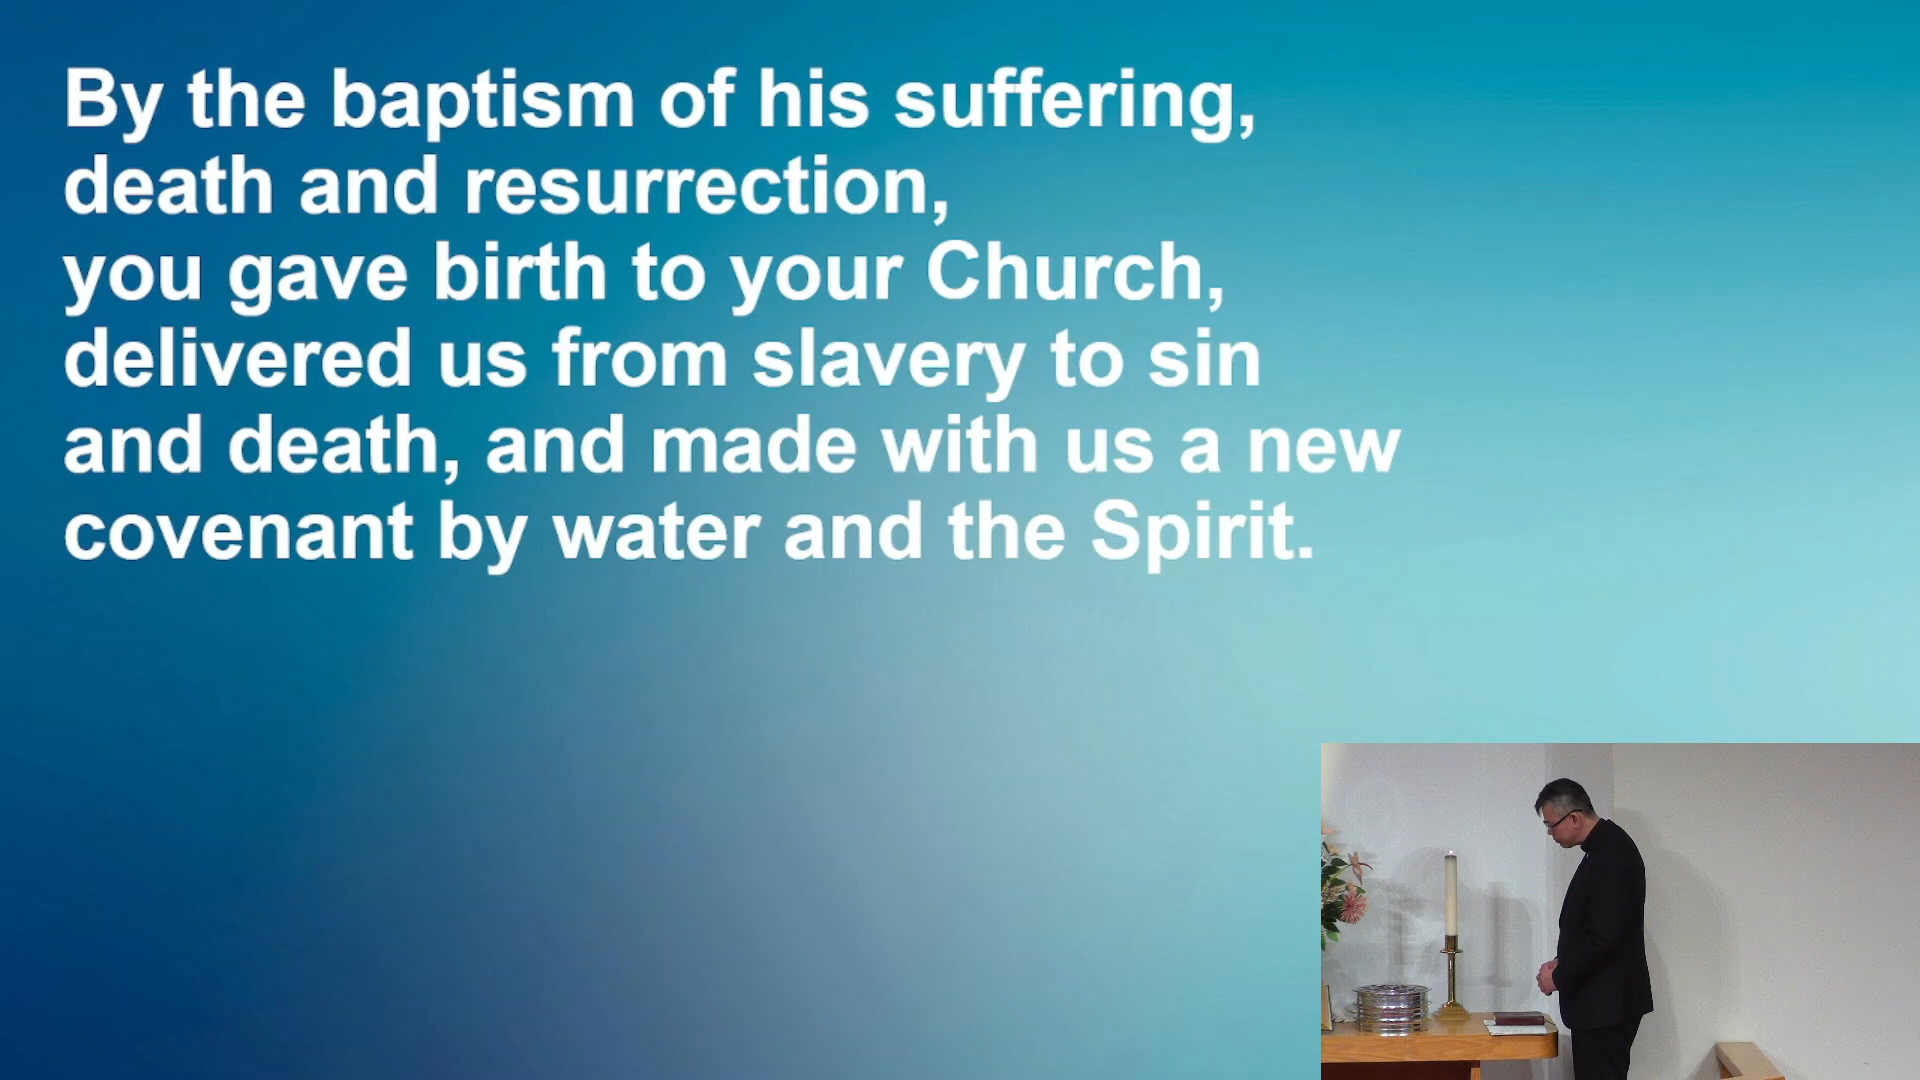 By the baptism of his suffering,
death and resurrection,
you gave birth to your Church,
delivered us from slavery to sin
and death, and made with us a new
covenant by water and the Spirit.